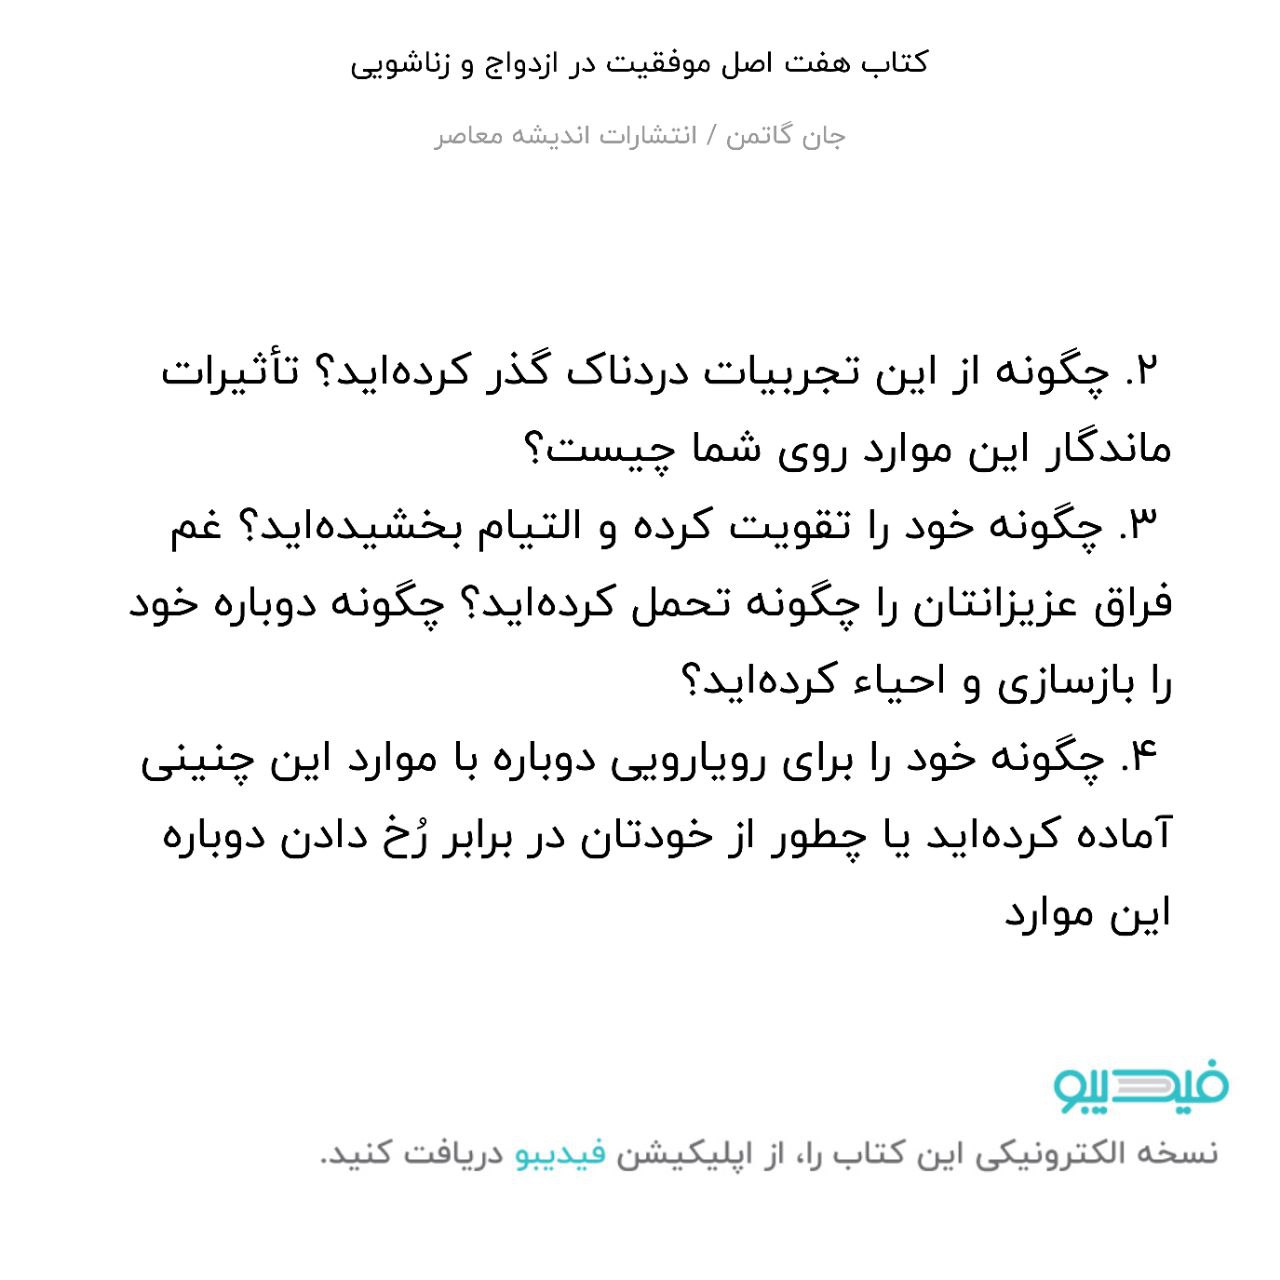 کتاب هفت اصل موفقیت در ازدواج و زناشویی
جان گاتمن / انتشارات اندیشه معاصر
۲. چگونه از این تجربیات دردناک گذر کرده‌اید؟ تأثیرات
ماندگار این موارد روی شما چیست؟
۳. چگونه خود را تقویت کرده و التیام بخشیده‌اید؟ غم
فراق عزیزانتان را چگونه تحمل کرده‌اید؟ چگونه دوباره خود
را بازسازی و احیاء کرده‌اید؟
۴. چگونه خود را برای رویارویی دوباره با موارد این چنینی
آماده کرده‌اید یا چطور از خودتان در برابر رُخ دادن دوباره
این موارد
فیدیبو
نسخه الکترونیکی این کتاب را، از اپلیکیشن فیدیبو دریافت کنید.